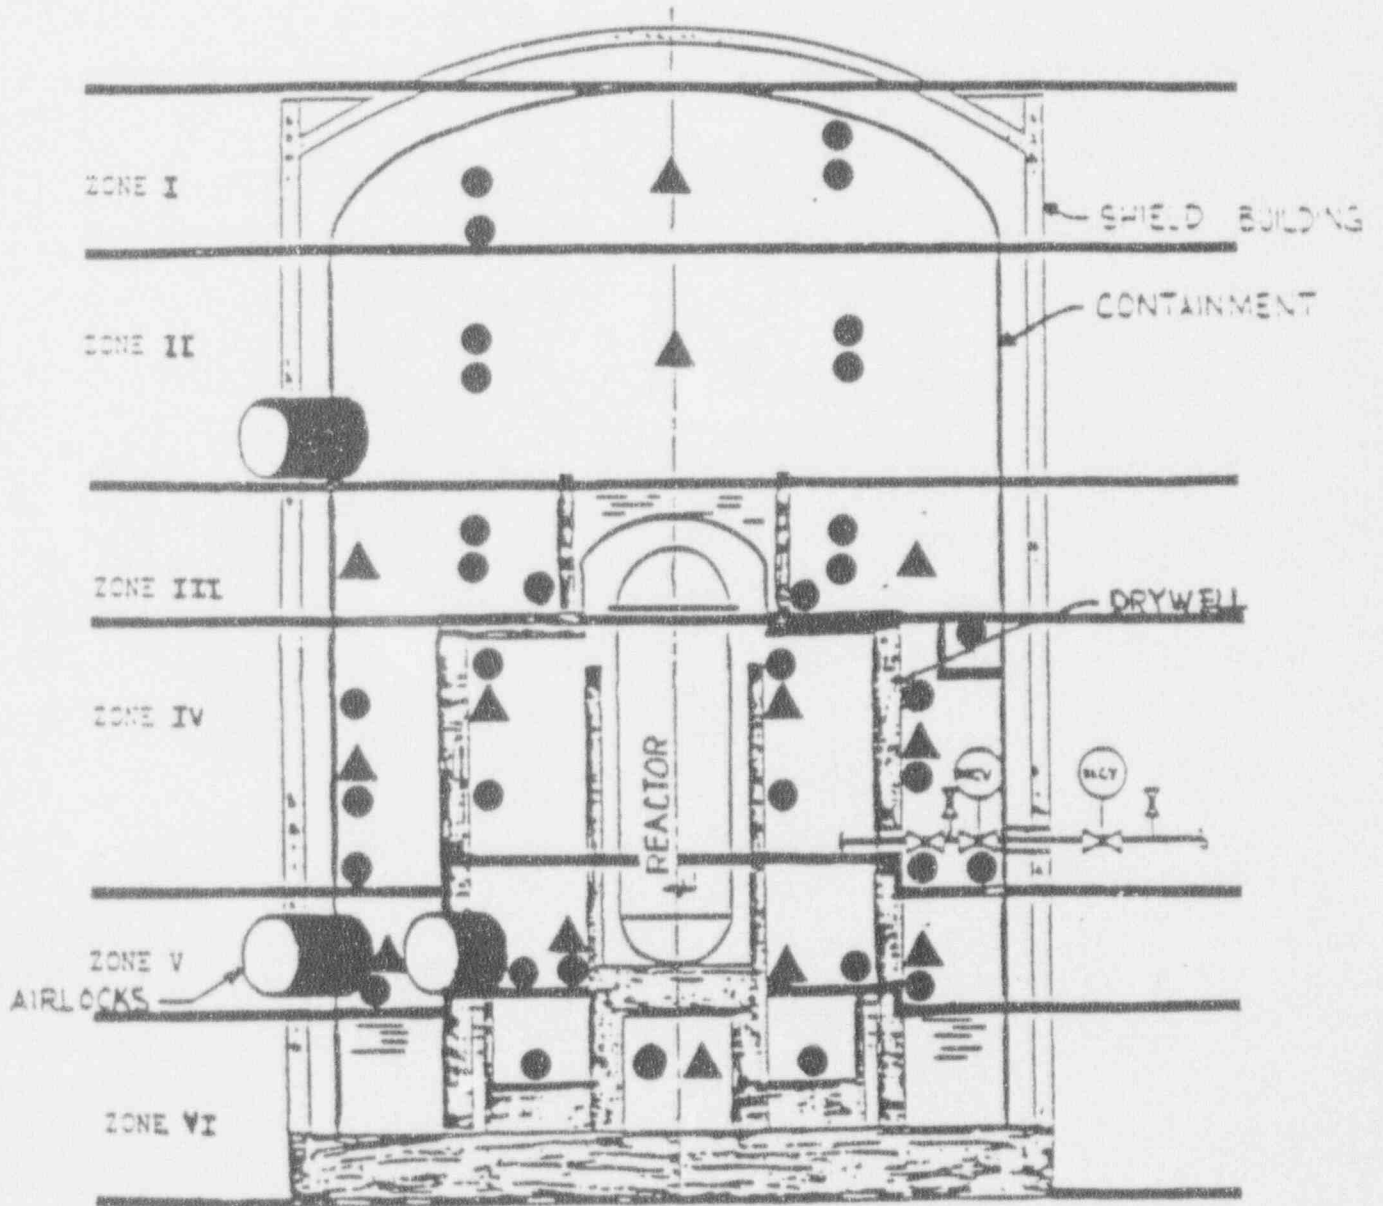 ZONE I
SHIELD BUILDING
CONTAINMENT
ZONE II
ZONE III
DRYWELL
ZONE IV
REACTOR
ZONE V
AIRLOCKS
ZONE VI